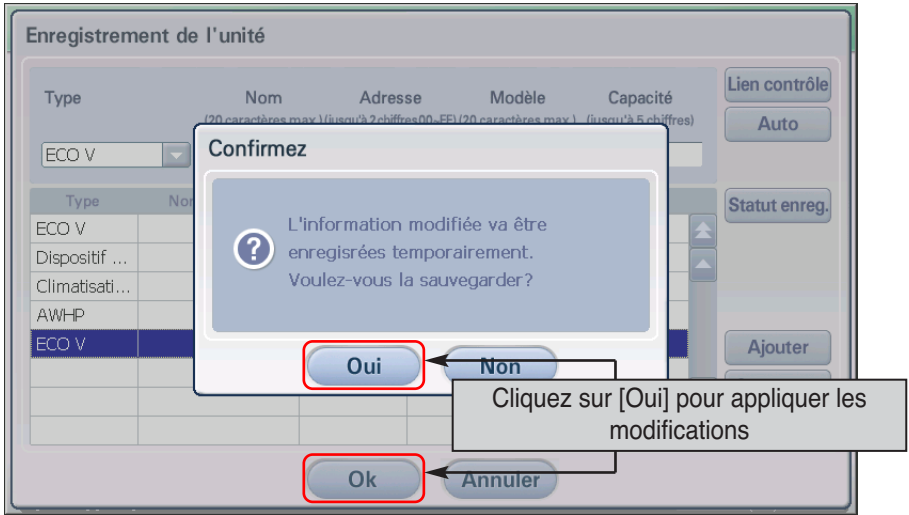 Enregistrement de l'unité
Type Nom Adresse Modèle Capacité
(20 caractères max.) (jusqu'à 2 chiffres00~FF) (20 caractères max.) (jusqu'à 5 chiffres)
Lien contrôle
Auto
ECO V
Confirmez
L'information modifiée va être
enregisrées temporairement.
Voulez-vous la sauvegarder?
Oui Non
Type
ECO V
Dispositif ...
Climatisati...
AWHP
ECO V
Statut enreg.
Ajouter
Cliquez sur [Oui] pour appliquer les
modifications
Ok Annuler